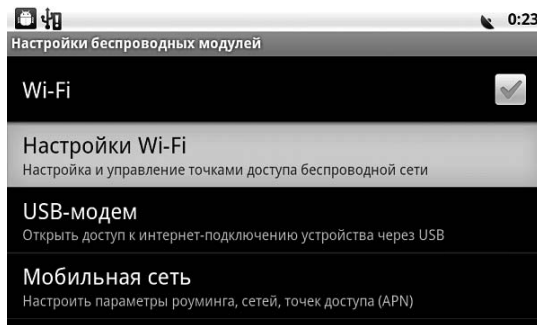 0:23
Настройки беспроводных модулей
Wi-Fi
Настройки Wi-Fi
Настройка и управление точками доступа беспроводной сети
USB-модем
Открыть доступ к интернет-подключению устройства через USB
Мобильная сеть
Настроить параметры роуминга, сетей, точек доступа (APN)